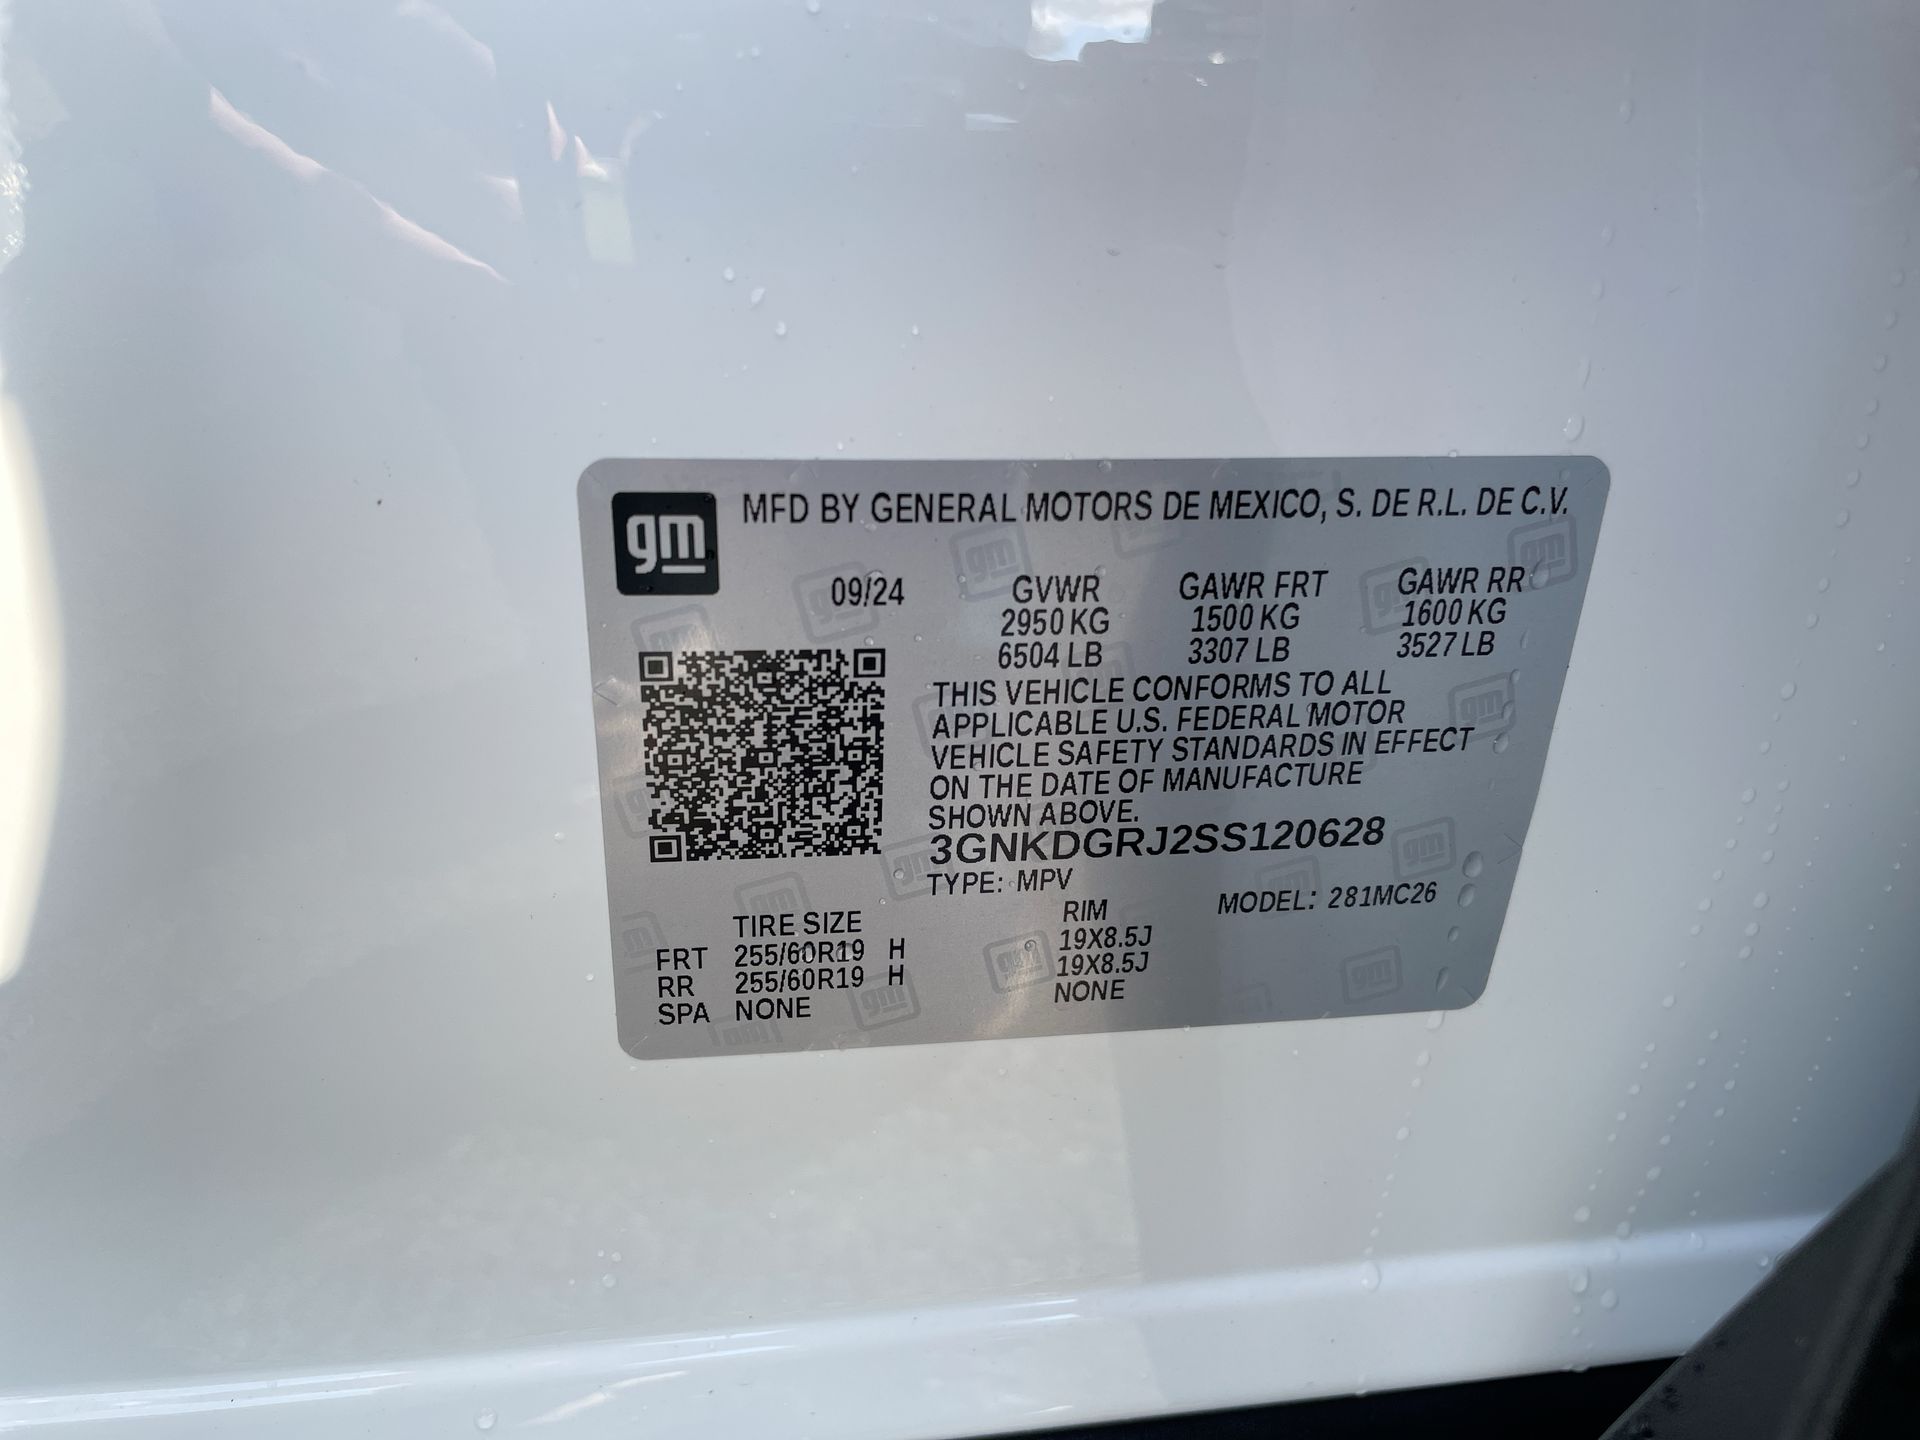 gm
MFD BY GENERAL MOTORS DE MEXICO, S. DE R.L. DE C.V.
09/24 GVWR GAWR FRT GAWR RR
2950 KG 1500 KG 1600 KG
6504 LB 3307 LB 3527 LB
THIS VEHICLE CONFORMS TO ALL
APPLICABLE U.S. FEDERAL MOTOR
VEHICLE SAFETY STANDARDS IN EFFECT
ON THE DATE OF MANUFACTURE
SHOWN ABOVE.
3GNKDGRJ2SS120628
TYPE: MPV MODEL: 281MC26
TIRE SIZE RIM
FRT 255/60R19 H 19X8.5J
RR 255/60R19 H 19X8.5J
SPA NONE NONE